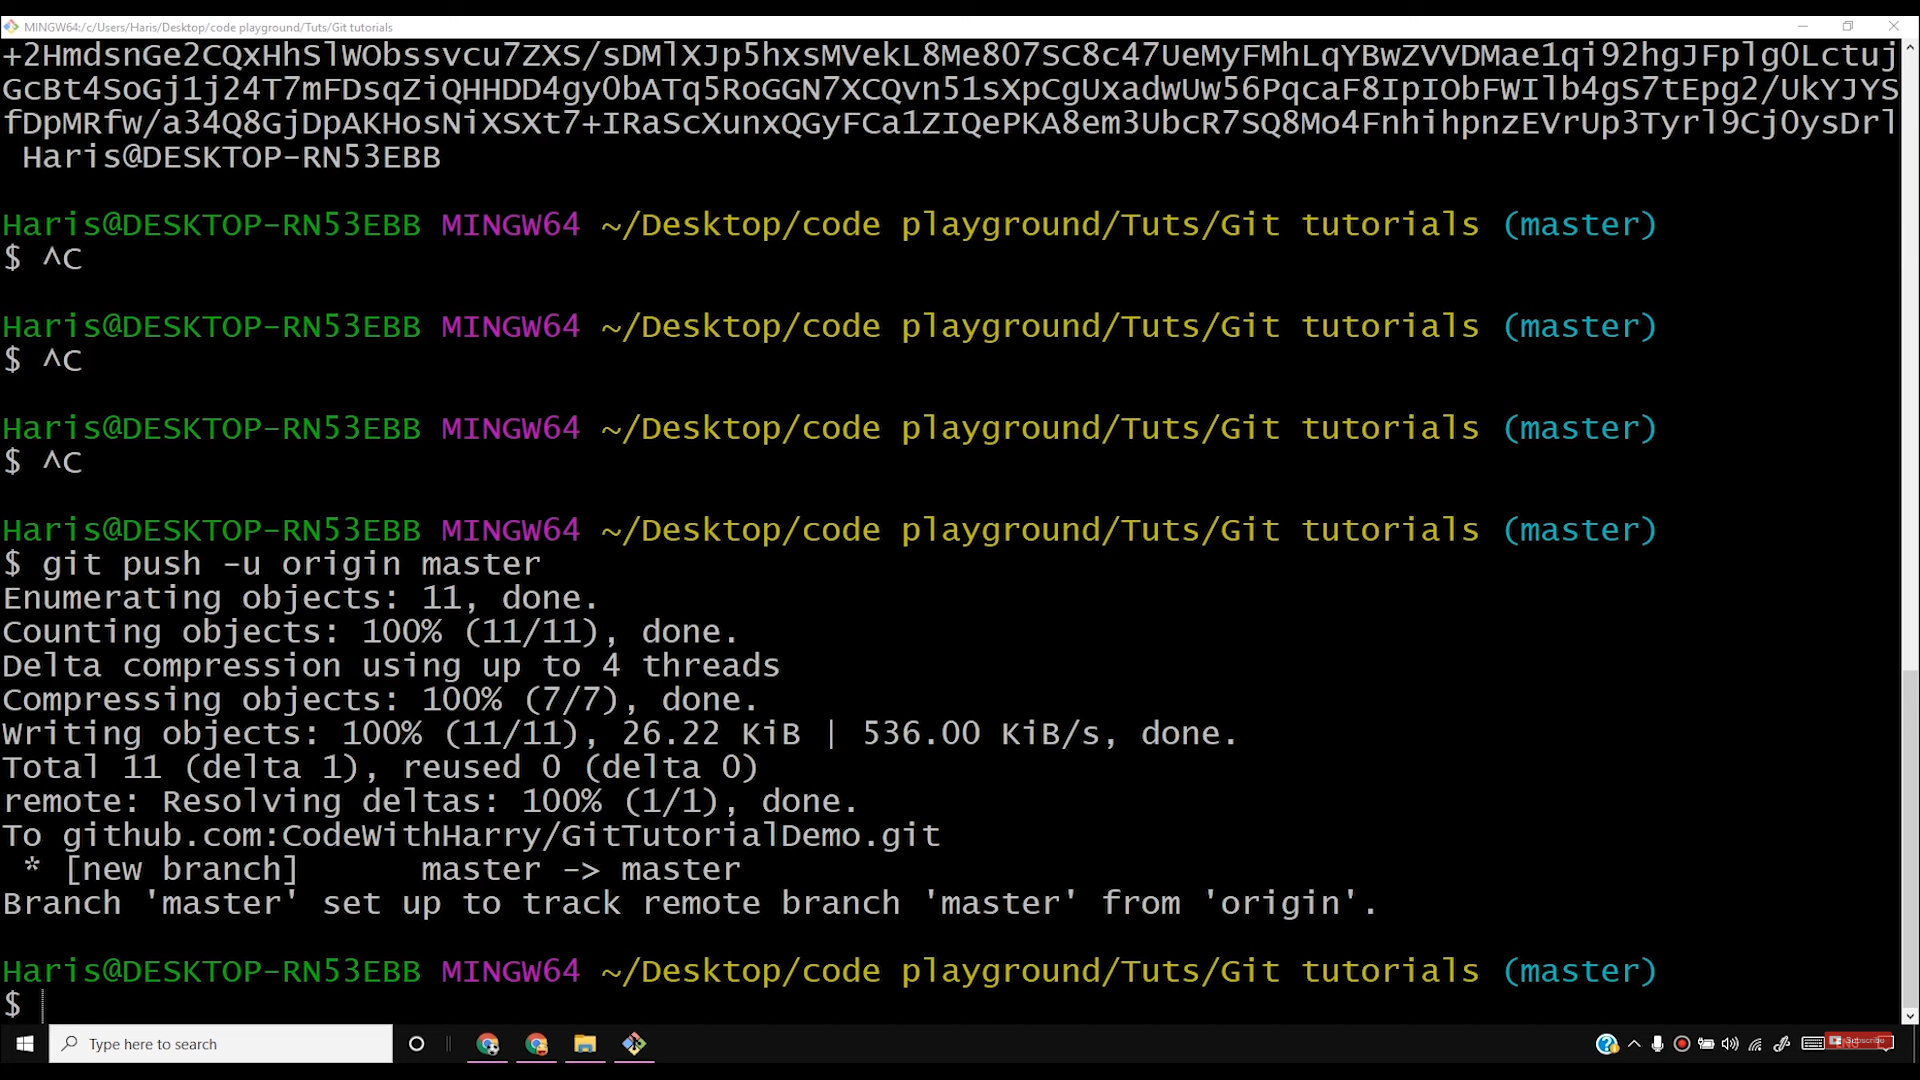 MINGW64:/c/Users/Haris/Desktop/code playground/Tuts/Git tutorials
+2HmdsnGe2CQxHhSlWObssvcu7ZXS/sDMlXJp5hxsMVekL8Me8O7SC8c47UeMyFMhLqYBwZVVDMae1qi92hgJFplgOLctuj
GcBt4SoGj1j24T7mFDsqZiQHHDD4gy0bATq5RoGGN7XCQvn51sXpCgUxadwUw56PqcaF8IpIObFWIlb4gS7tEpg2/UkYJYS
fDpMRfw/a34Q8GjDpAKHosNiXSXt7+IRaScXunxQGyFCa1ZIQePKA8em3UbcR7SQ8Mo4FnhihpnzEVrUp3Tyrl9CjOysDrl
Haris@DESKTOP-RN53EBB
Haris@DESKTOP-RN53EBB MINGW64 ~/Desktop/code playground/Tuts/Git tutorials (master)
$ ^C
Haris@DESKTOP-RN53EBB MINGW64 ~/Desktop/code playground/Tuts/Git tutorials (master)
$ ^C
Haris@DESKTOP-RN53EBB MINGW64 ~/Desktop/code playground/Tuts/Git tutorials (master)
$ ^C
Haris@DESKTOP-RN53EBB MINGW64 ~/Desktop/code playground/Tuts/Git tutorials (master)
$ git push -u origin master
Enumerating objects: 11, done.
Counting objects: 100% (11/11), done.
Delta compression using up to 4 threads
Compressing objects: 100% (7/7), done.
Writing objects: 100% (11/11), 26.22 KiB | 536.00 KiB/s, done.
Total 11 (delta 1), reused 0 (delta 0)
remote: Resolving deltas: 100% (1/1), done.
To github.com:CodeWithHarry/GitTutorialDemo.git
* [new branch] master -> master
Branch 'master' set up to track remote branch 'master' from 'origin'.
Haris@DESKTOP-RN53EBB MINGW64 ~/Desktop/code playground/Tuts/Git tutorials (master)
$
Type here to search
Subscribe